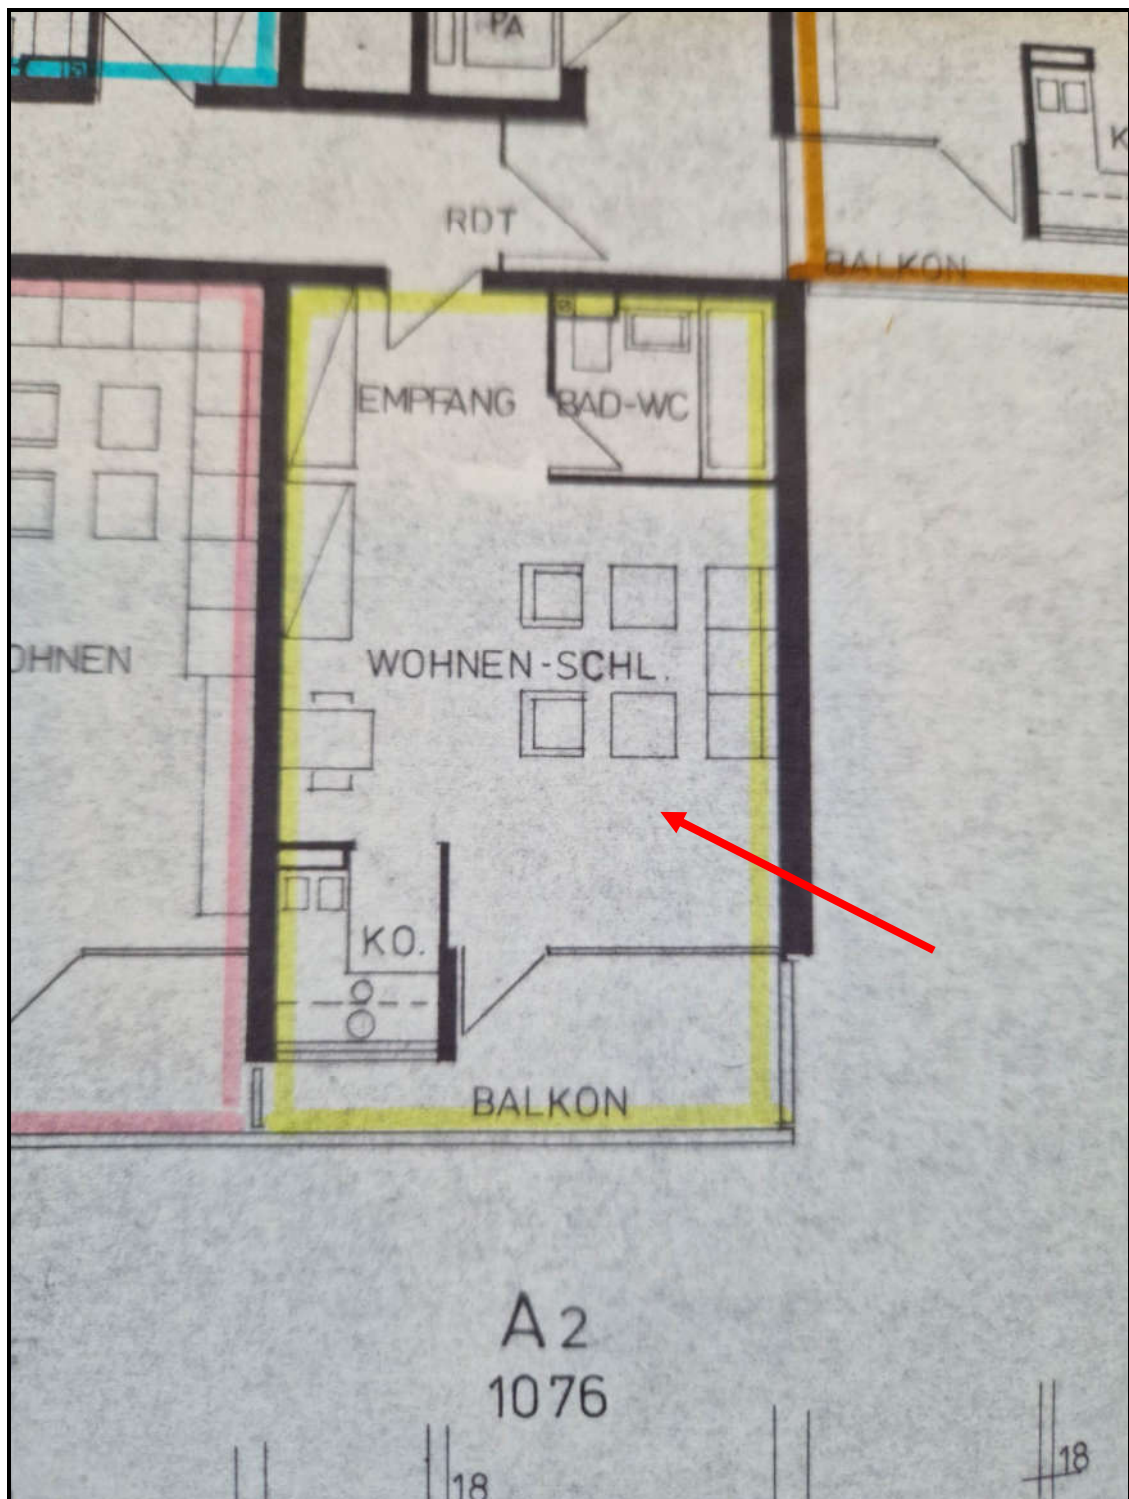 PA
K
RDT
BALKON
EMPFANG
BAD-WC
OHNEN
WOHNEN-SCHL.
KO.
BALKON
A2
1076
18
18